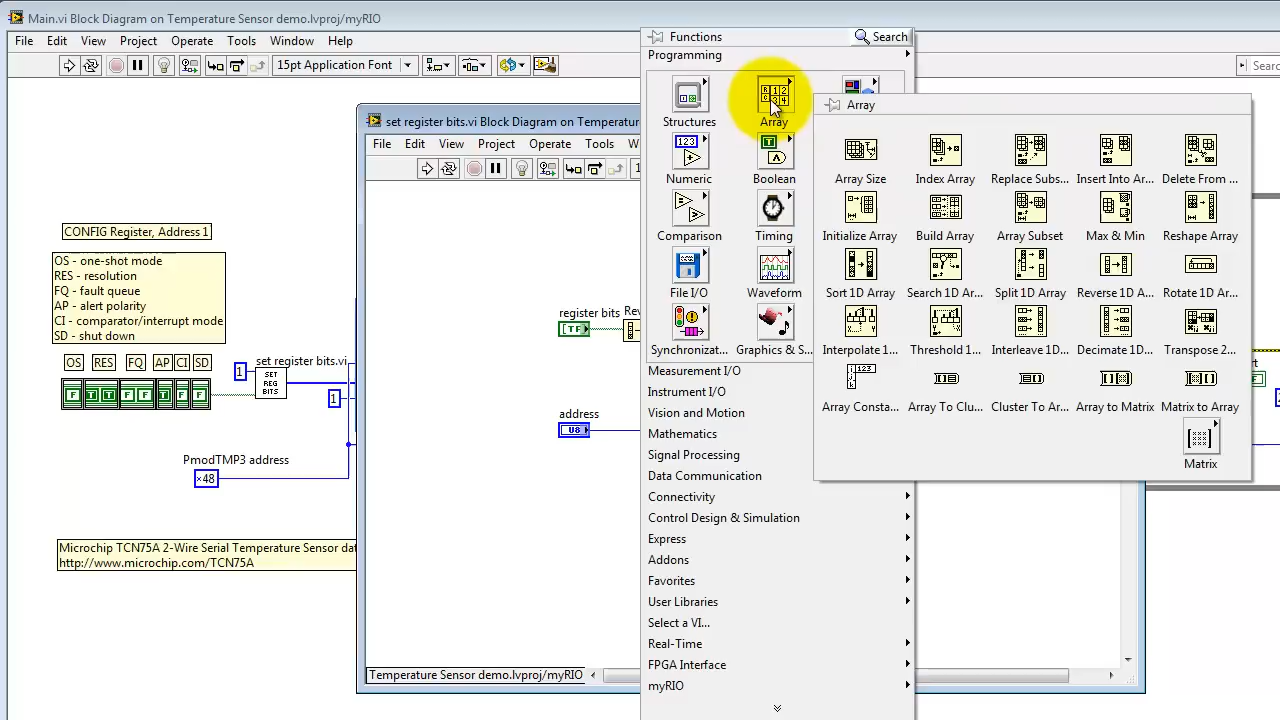 Main.vi Block Diagram on Temperature Sensor demo.lvproj/myRIO
File Edit View Project Operate Tools Window Help
15pt Application Font
CONFIG Register, Address 1
OS - one-shot mode
RES - resolution
FQ - fault queue
AP - alert polarity
CI - comparator/interrupt mode
SD - shut down
OS RES FQ AP CI SD
F T T F F T F F
1
set register bits.vi
SET
REG
BITS
1
PmodTMP3 address
×48
Microchip TCN75A 2-Wire Serial Temperature Sensor dat
http://www.microchip.com/TCN75A
set register bits.vi Block Diagram on Temperatu
File Edit View Project Operate Tools
register bits Rev
TF
address
U8
Temperature Sensor demo.lvproj/myRIO
Functions
Search
Programming
Structures
Array
Numeric
Boolean
Comparison
Timing
File I/O
Waveform
Synchronizat...
Graphics & S...
Measurement I/O
Instrument I/O
Vision and Motion
Mathematics
Signal Processing
Data Communication
Connectivity
Control Design & Simulation
Express
Addons
Favorites
User Libraries
Select a VI...
Real-Time
FPGA Interface
myRIO
Array
Array Size
Index Array
Replace Subs...
Insert Into Ar...
Delete From ...
Initialize Array
Build Array
Array Subset
Max & Min
Reshape Array
Sort 1D Array
Search 1D Ar...
Split 1D Array
Reverse 1D A...
Rotate 1D Ar...
Interpolate 1...
Threshold 1...
Interleave 1D...
Decimate 1D...
Transpose 2...
Array Consta...
Array To Clu...
Cluster To Ar...
Array to Matrix
Matrix to Array
Matrix
Searc